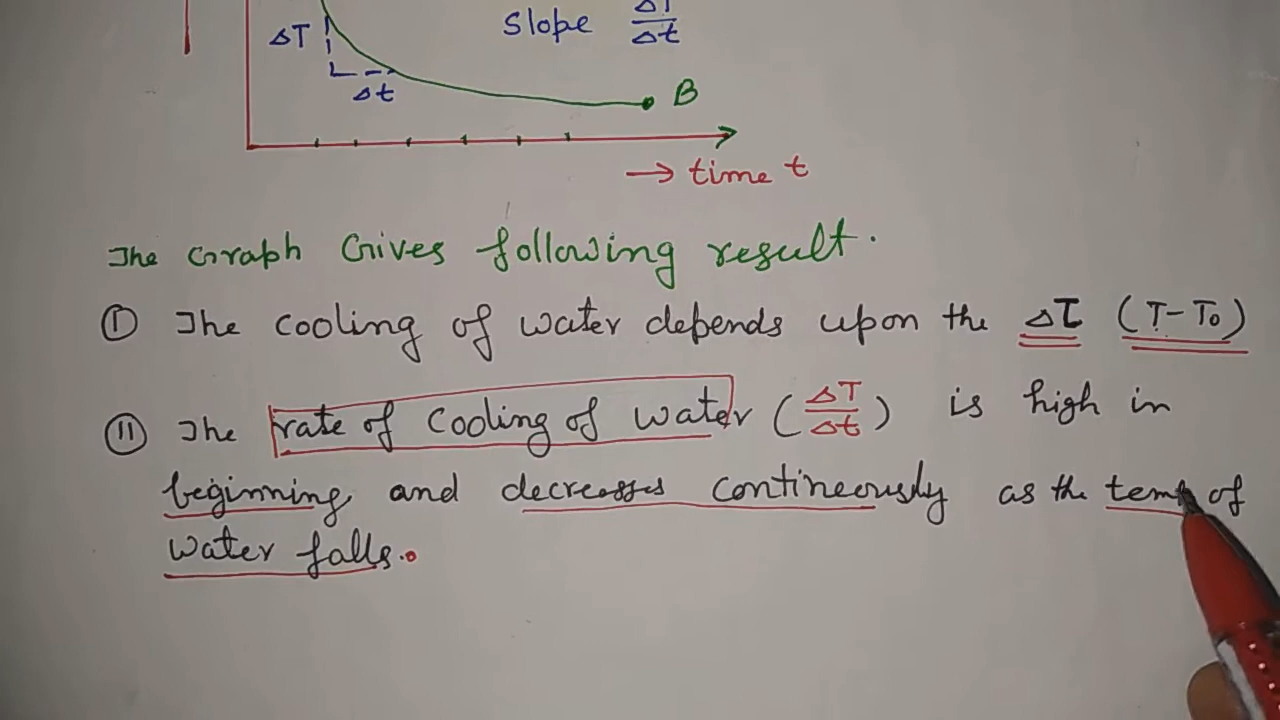 ΔT
Slope ΔT/Δt
Δt
B
→ time t
The Graph Gives following result.
(I) The cooling of water depends upon the ΔT (T-T₀)
(II) The rate of cooling of water (ΔT/Δt) is high in
beginning and decreases contineously as the temp of
water falls.